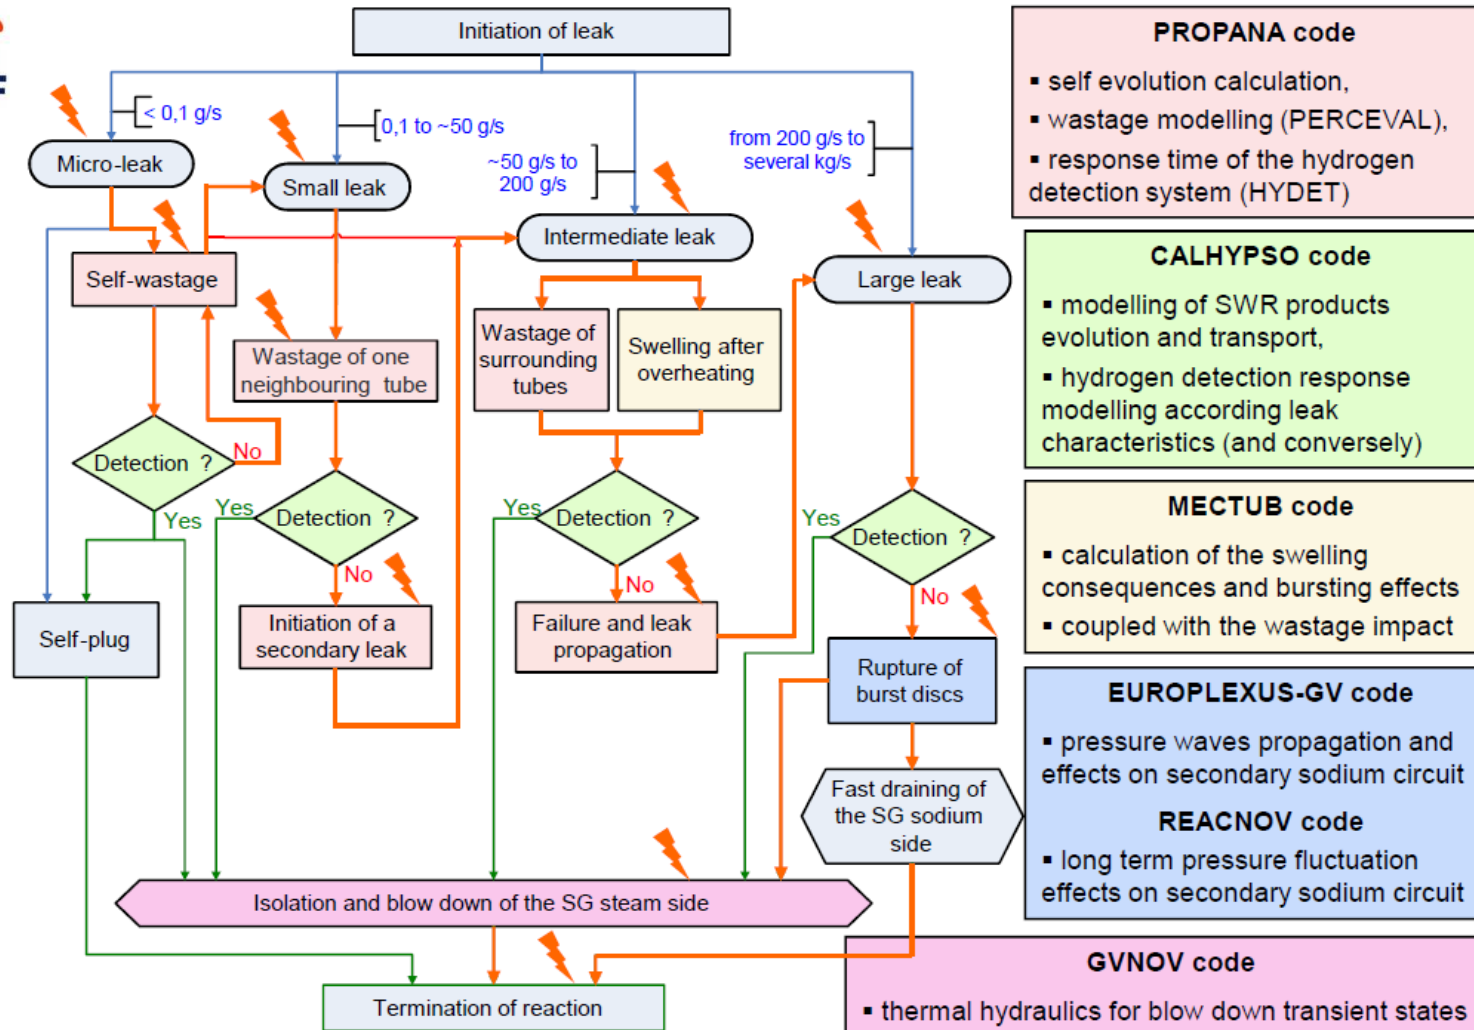 Initiation of leak
< 0,1 g/s
0,1 to ~50 g/s
~50 g/s to
200 g/s
from 200 g/s to
several kg/s
Micro-leak
Small leak
Intermediate leak
Large leak
Self-wastage
Wastage of one
neighbouring tube
Wastage of
surrounding
tubes
Swelling after
overheating
Detection ?
No
Yes
Detection ?
Yes
No
Detection ?
Yes
No
Detection ?
Yes
No
Self-plug
Initiation of a
secondary leak
Failure and leak
propagation
Rupture of
burst discs
Fast draining of
the SG sodium
side
Isolation and blow down of the SG steam side
Termination of reaction
PROPANA code
▪ self evolution calculation,
▪ wastage modelling (PERCEVAL),
▪ response time of the hydrogen
detection system (HYDET)
CALHYPSO code
▪ modelling of SWR products
evolution and transport,
▪ hydrogen detection response
modelling according leak
characteristics (and conversely)
MECTUB code
▪ calculation of the swelling
consequences and bursting effects
▪ coupled with the wastage impact
EUROPLEXUS-GV code
▪ pressure waves propagation and
effects on secondary sodium circuit
REACNOV code
▪ long term pressure fluctuation
effects on secondary sodium circuit
GVNOV code
▪ thermal hydraulics for blow down transient states